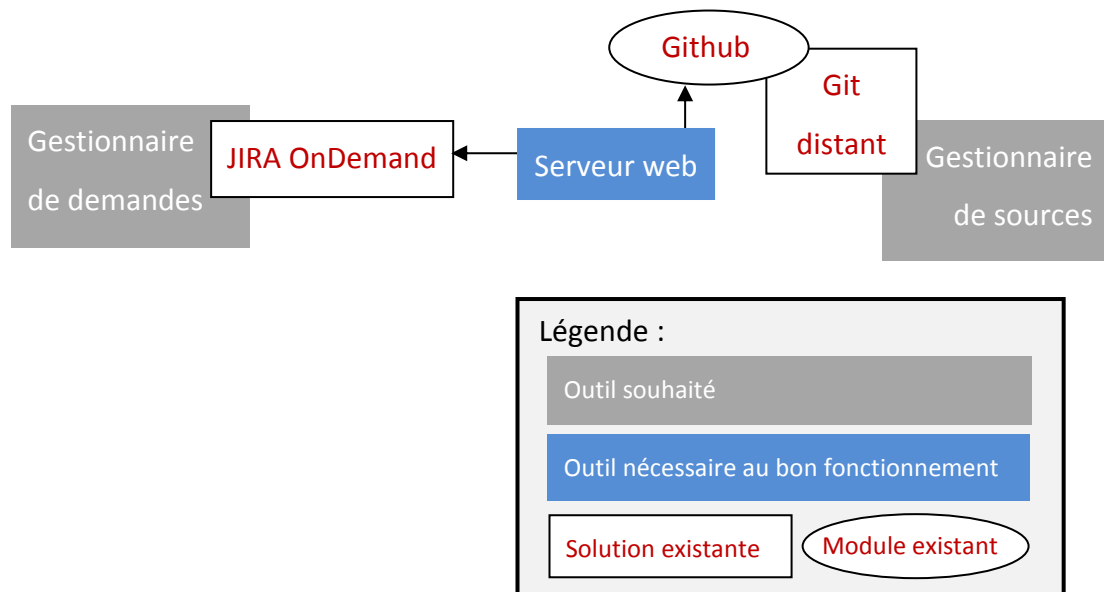 Github
Git
distant
Gestionnaire
de demandes
JIRA OnDemand
Serveur web
Gestionnaire
de sources
Légende :
Outil souhaité
Outil nécessaire au bon fonctionnement
Solution existante
Module existant